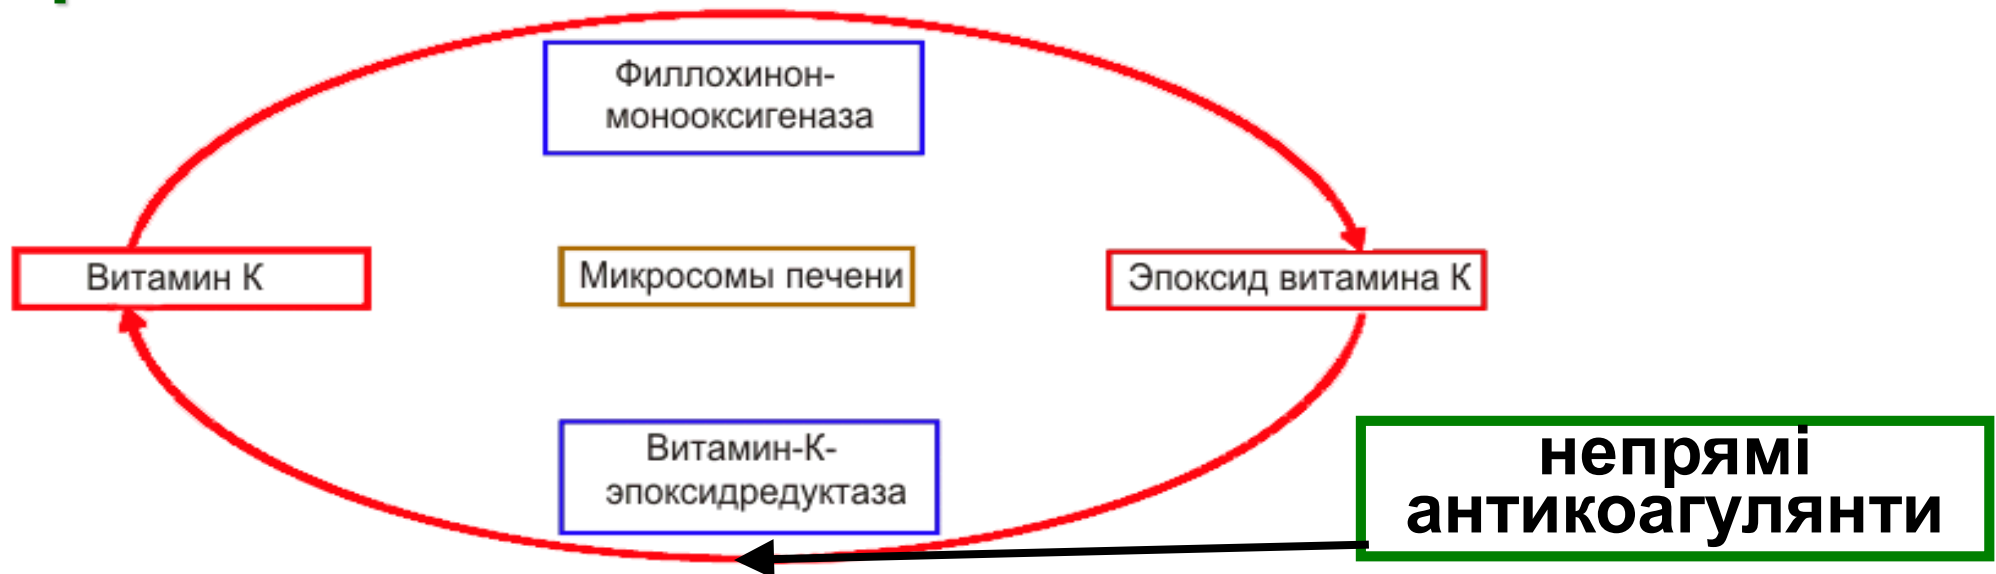 Филлохинон-
монооксигеназа
Витамин К
Микросомы печени
Эпоксид витамина К
Витамин-К-
эпоксидредуктаза
непрямі
антикоагулянти